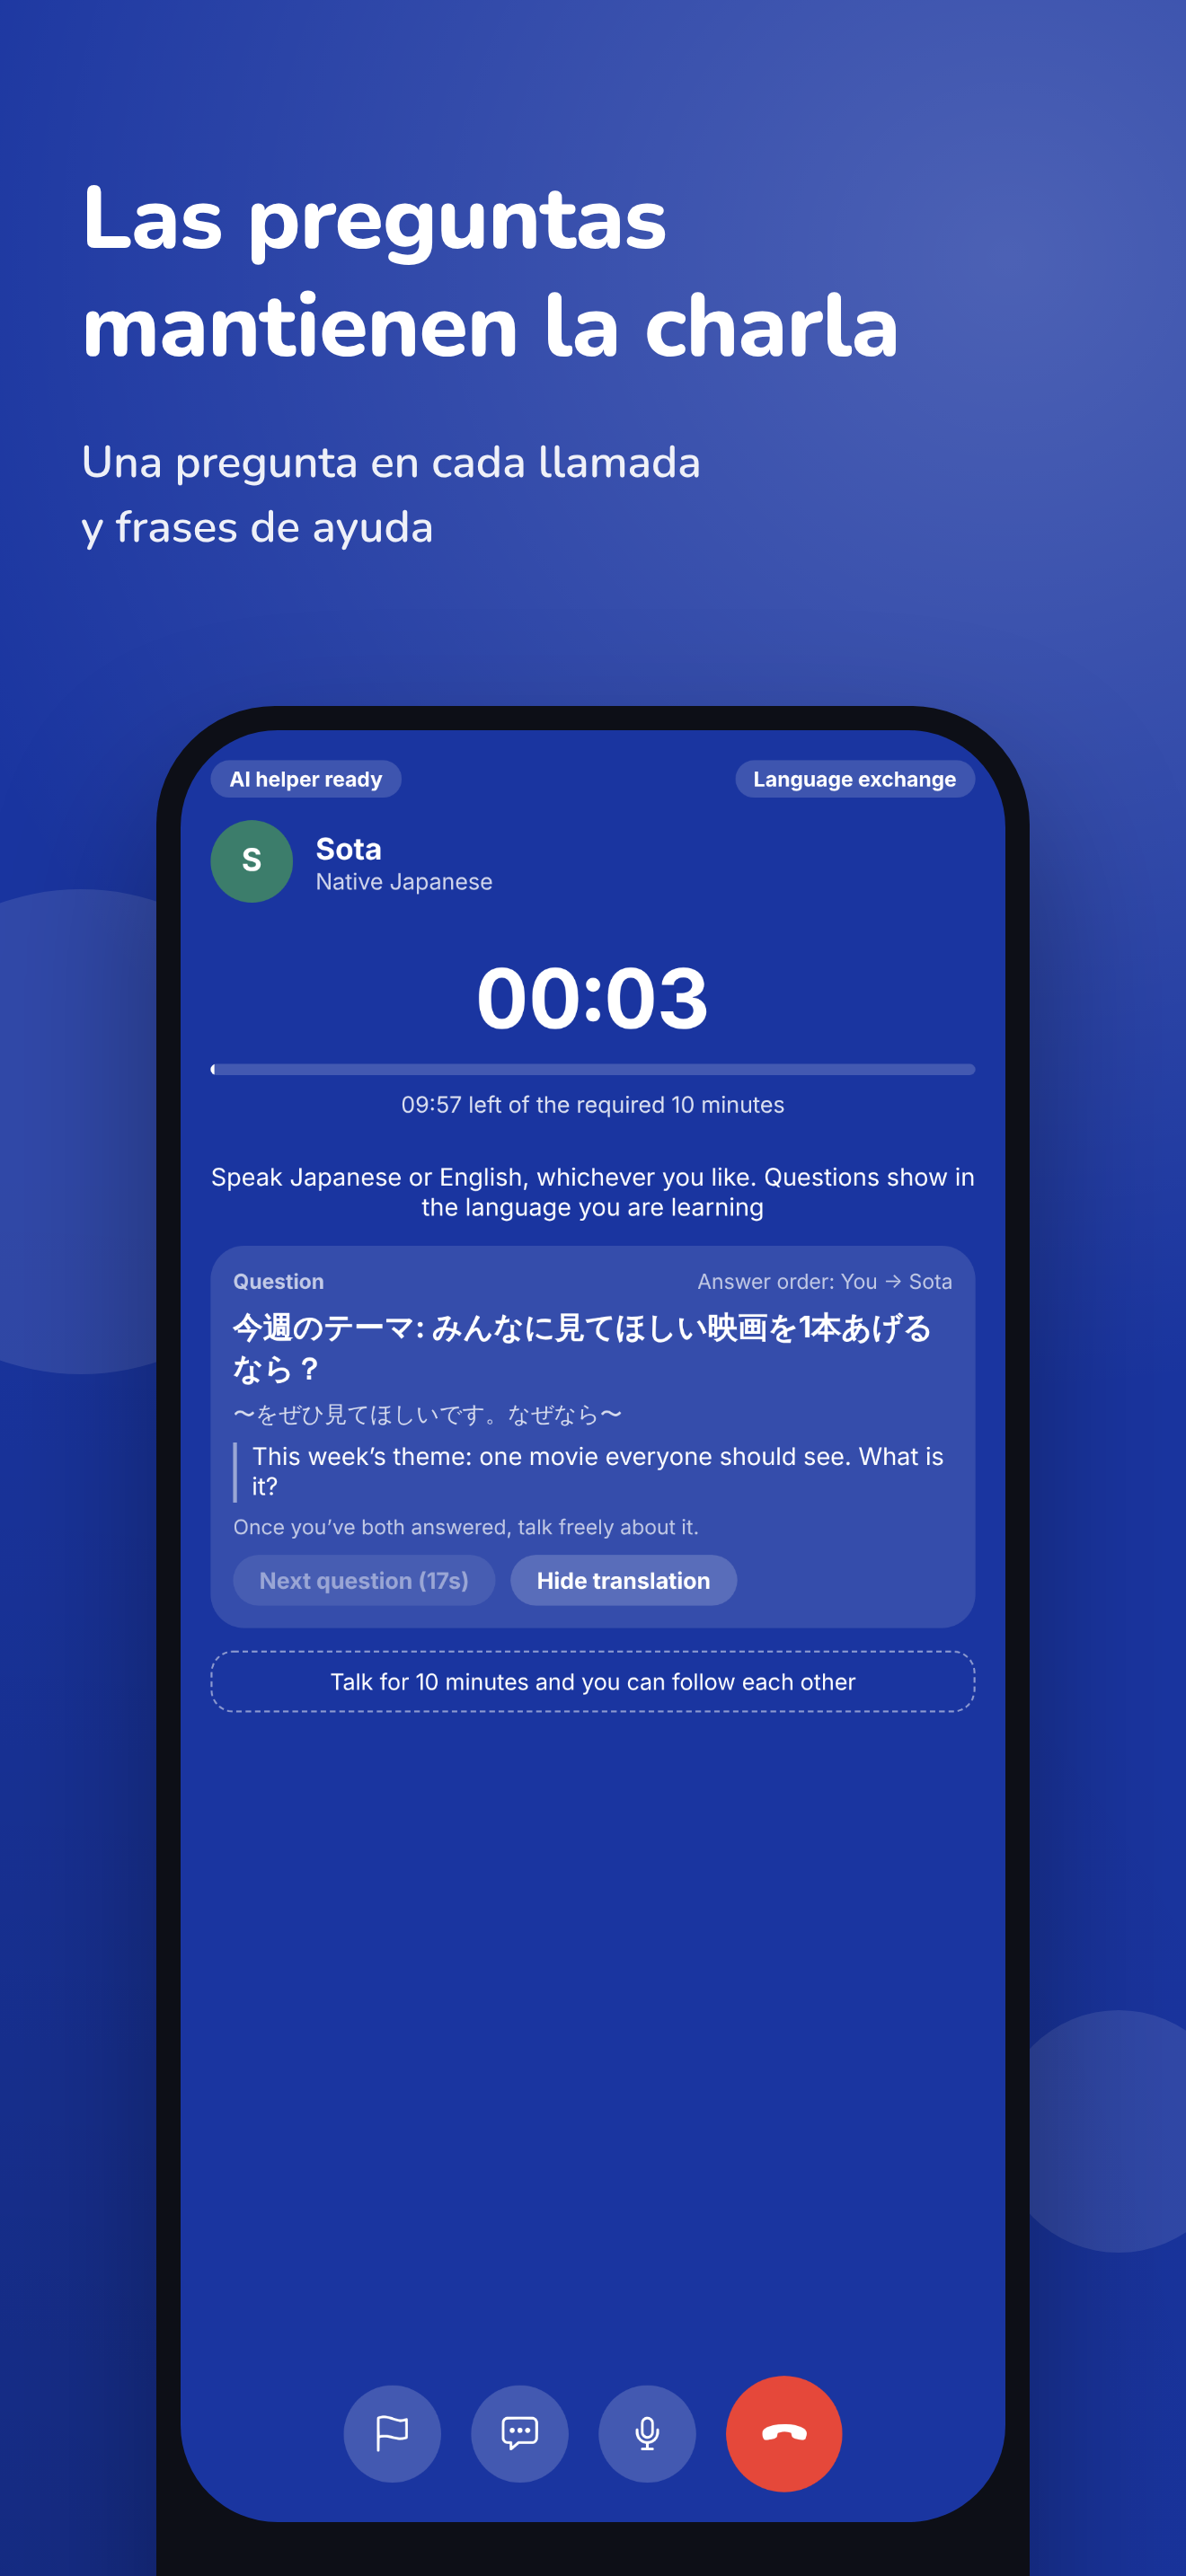 Las preguntas
mantienen la charla
Una pregunta en cada llamada
y frases de ayuda
AI helper ready
Language exchange
S
Sota
Native Japanese
00:03
09:57 left of the required 10 minutes
Speak Japanese or English, whichever you like. Questions show in
the language you are learning
Question
Answer order: You → Sota
今週のテーマ: みんなに見てほしい映画を1本あげる
なら？
〜をぜひ見てほしいです。なぜなら〜
This week’s theme: one movie everyone should see. What is
it?
Once you’ve both answered, talk freely about it.
Next question (17s)
Hide translation
Talk for 10 minutes and you can follow each other